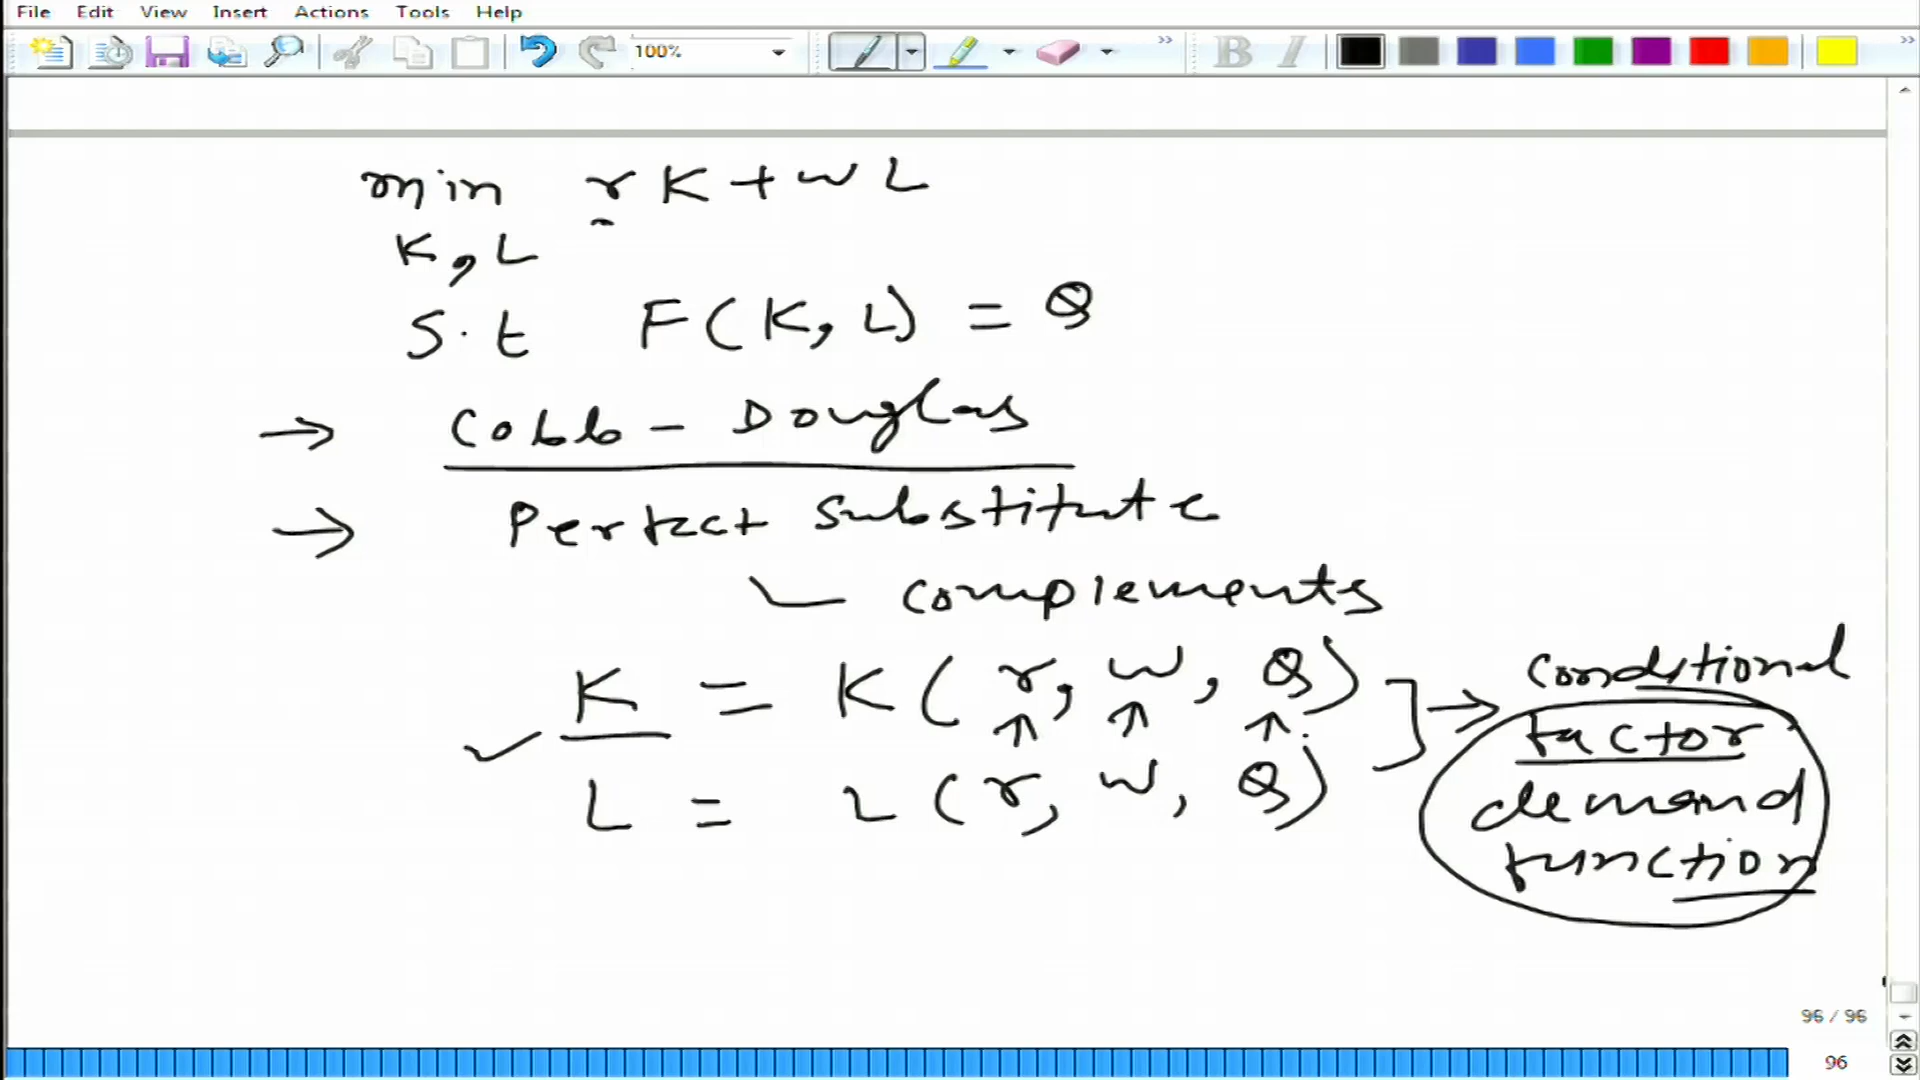 File Edit View Insert Actions Tools Help
100%
B I
min rK + wL
K, L
S.t F(K, L) = Q
→ Cobb - Douglas
→ Perfect substitute
complements
K = K(r, w, Q) ] → conditional
L = L(r, w, Q)
factor
demand
function
96 / 96
96